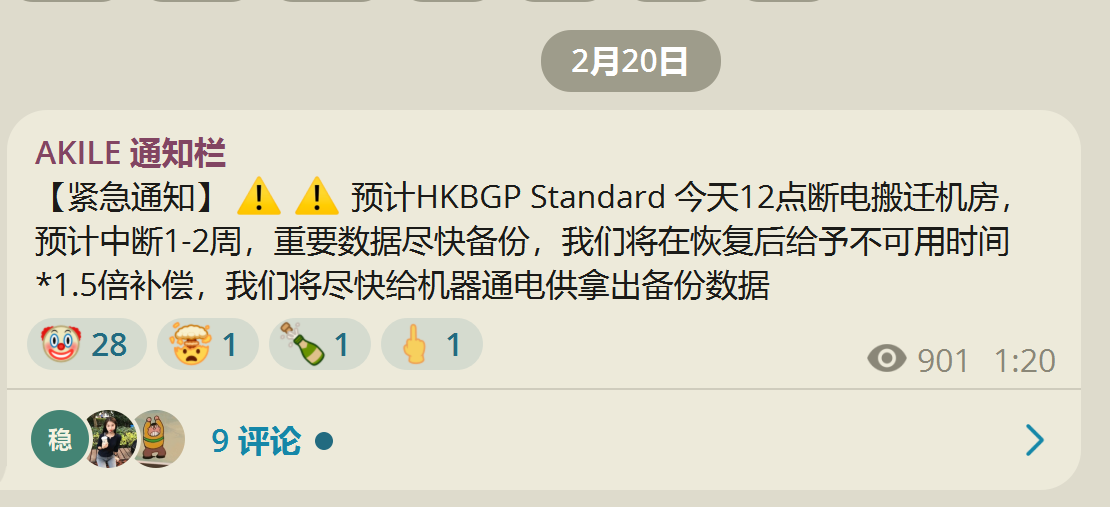 2月20日
AKILE 通知栏
【紧急通知】⚠️ ⚠️ 预计HKBGP Standard 今天12点断电搬迁机房，
预计中断1-2周，重要数据尽快备份，我们将在恢复后给予不可用时间
*1.5倍补偿，我们将尽快给机器通电供拿出备份数据
🤡 28 🤯 1 🍾 1 🖕 1
901 1:20
稳 9 评论